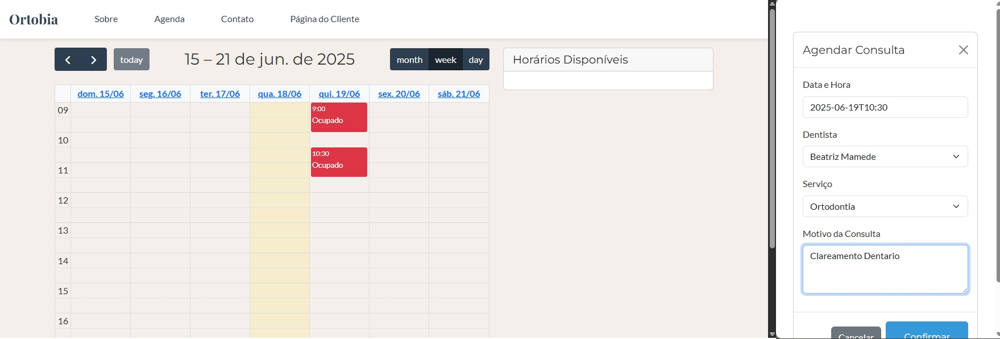 Ortobia Sobre Agenda Contato Página do Cliente
today 15 – 21 de jun. de 2025 month week day
Horários Disponíveis
dom. 15/06 seg. 16/06 ter. 17/06 qua. 18/06 qui. 19/06 sex. 20/06 sáb. 21/06
09
9:00
Ocupado
10
10:30
Ocupado
11
12
13
14
15
16
Agendar Consulta
Data e Hora
2025-06-19T10:30
Dentista
Beatriz Mamede
Serviço
Ortodontia
Motivo da Consulta
Clareamento Dentario
Cancelar Confirmar